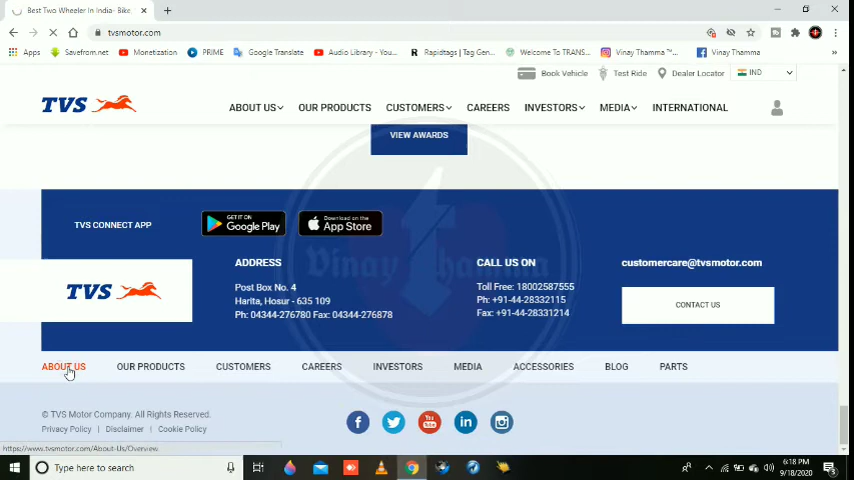 Best Two Wheeler In India- Bike
tvsmotor.com
Apps Savefrom.net Monetization PRIME Google Translate Audio Library - You... Rapidtags | Tag Gen... Welcome To TRANS... Vinay Thamma ™... Vinay Thamma
Book Vehicle Test Ride Dealer Locator IND
TVS ABOUT US OUR PRODUCTS CUSTOMERS CAREERS INVESTORS MEDIA INTERNATIONAL
VIEW AWARDS
TVS CONNECT APP
GET IT ON
Google Play
Download on the
App Store
TVS
ADDRESS
Post Box No. 4
Harita, Hosur - 635 109
Ph: 04344-276780 Fax: 04344-276878
CALL US ON
Toll Free: 18002587555
Ph: +91-44-28332115
Fax: +91-44-28331214
customercare@tvsmotor.com
CONTACT US
Vinay Thamma
ABOUT US OUR PRODUCTS CUSTOMERS CAREERS INVESTORS MEDIA ACCESSORIES BLOG PARTS
© TVS Motor Company. All Rights Reserved.
Privacy Policy | Disclaimer | Cookie Policy
You Tube
https://www.tvsmotor.com/About-Us/Overview
Type here to search
6:18 PM
9/18/2020